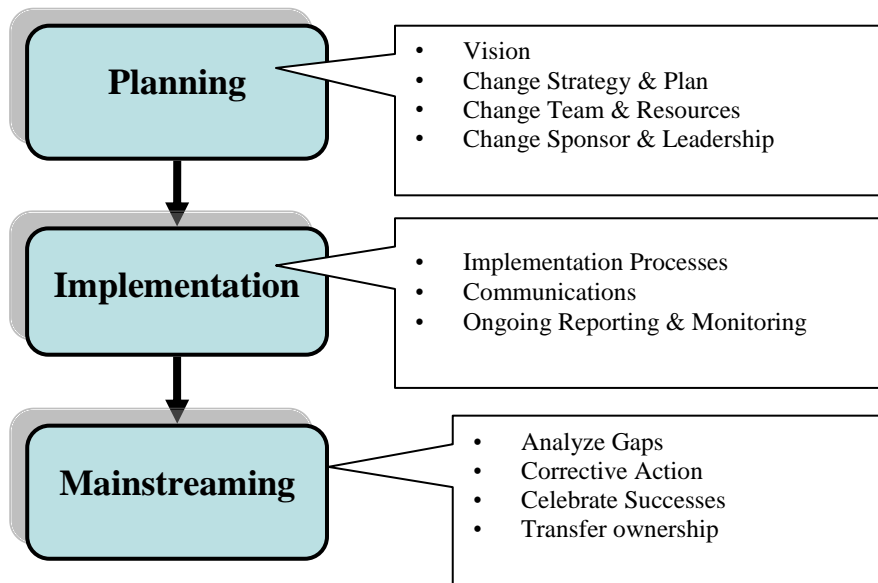 Planning
• Vision
• Change Strategy & Plan
• Change Team & Resources
• Change Sponsor & Leadership
Implementation
• Implementation Processes
• Communications
• Ongoing Reporting & Monitoring
Mainstreaming
• Analyze Gaps
• Corrective Action
• Celebrate Successes
• Transfer ownership